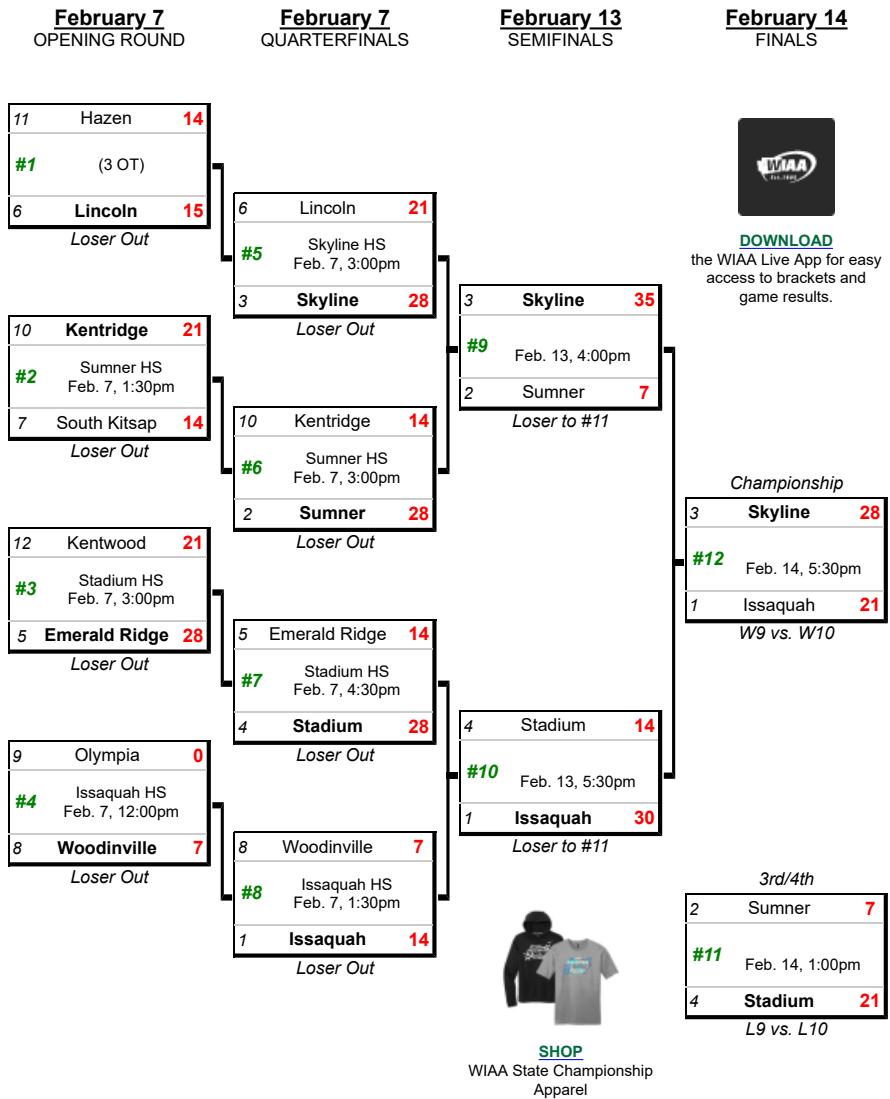 February 7
OPENING ROUND
February 7
QUARTERFINALS
February 13
SEMIFINALS
February 14
FINALS
11 Hazen 14
#1 (3 OT)
6 Lincoln 15
Loser Out
10 Kentridge 21
#2 Sumner HS
Feb. 7, 1:30pm
7 South Kitsap 14
Loser Out
12 Kentwood 21
#3 Stadium HS
Feb. 7, 3:00pm
5 Emerald Ridge 28
Loser Out
9 Olympia 0
#4 Issaquah HS
Feb. 7, 12:00pm
8 Woodinville 7
Loser Out
6 Lincoln 21
#5 Skyline HS
Feb. 7, 3:00pm
3 Skyline 28
Loser Out
10 Kentridge 14
#6 Sumner HS
Feb. 7, 3:00pm
2 Sumner 28
Loser Out
5 Emerald Ridge 14
#7 Stadium HS
Feb. 7, 4:30pm
4 Stadium 28
Loser Out
8 Woodinville 7
#8 Issaquah HS
Feb. 7, 1:30pm
1 Issaquah 14
Loser Out
3 Skyline 35
#9 Feb. 13, 4:00pm
2 Sumner 7
Loser to #11
4 Stadium 14
#10 Feb. 13, 5:30pm
1 Issaquah 30
Loser to #11
WIAA
DOWNLOAD
the WIAA Live App for easy
access to brackets and
game results.
Championship
3 Skyline 28
#12 Feb. 14, 5:30pm
1 Issaquah 21
W9 vs. W10
3rd/4th
2 Sumner 7
#11 Feb. 14, 1:00pm
4 Stadium 21
L9 vs. L10
SHOP
WIAA State Championship
Apparel